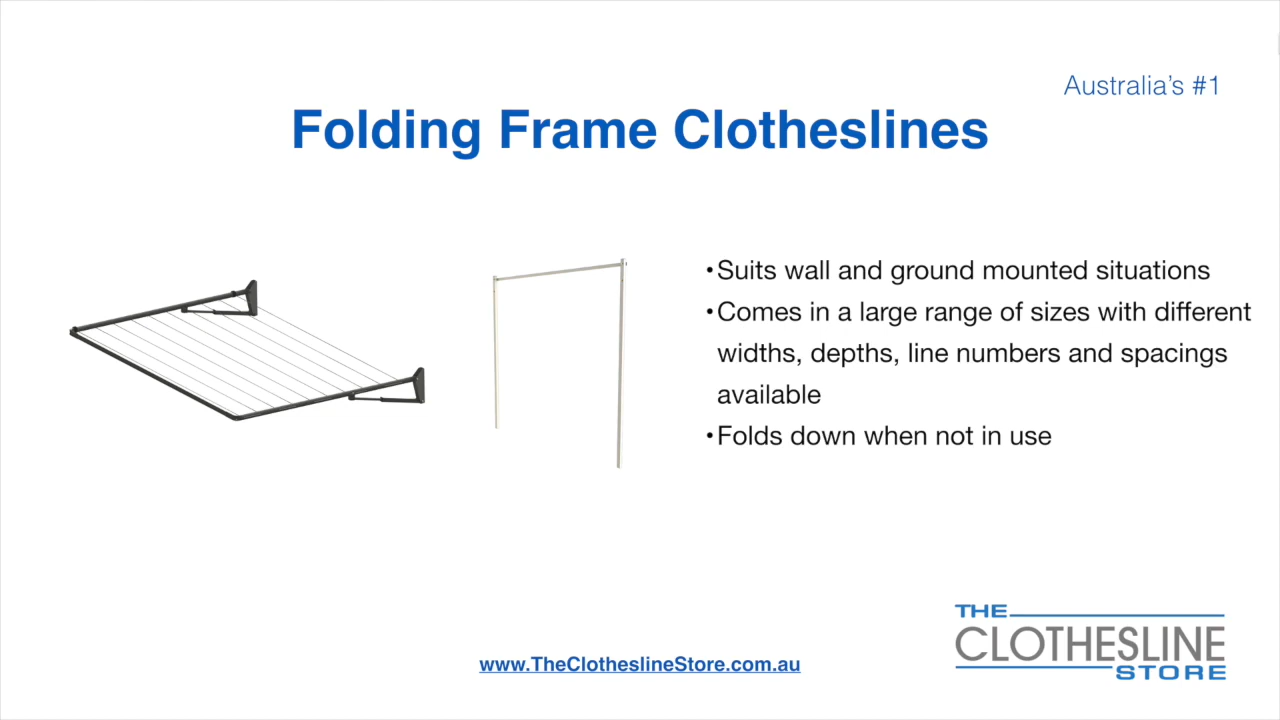 Australia's #1
Folding Frame Clotheslines
•Suits wall and ground mounted situations
•Comes in a large range of sizes with different
widths, depths, line numbers and spacings
available
•Folds down when not in use
THE
CLOTHESLINE
STORE
www.TheClotheslineStore.com.au